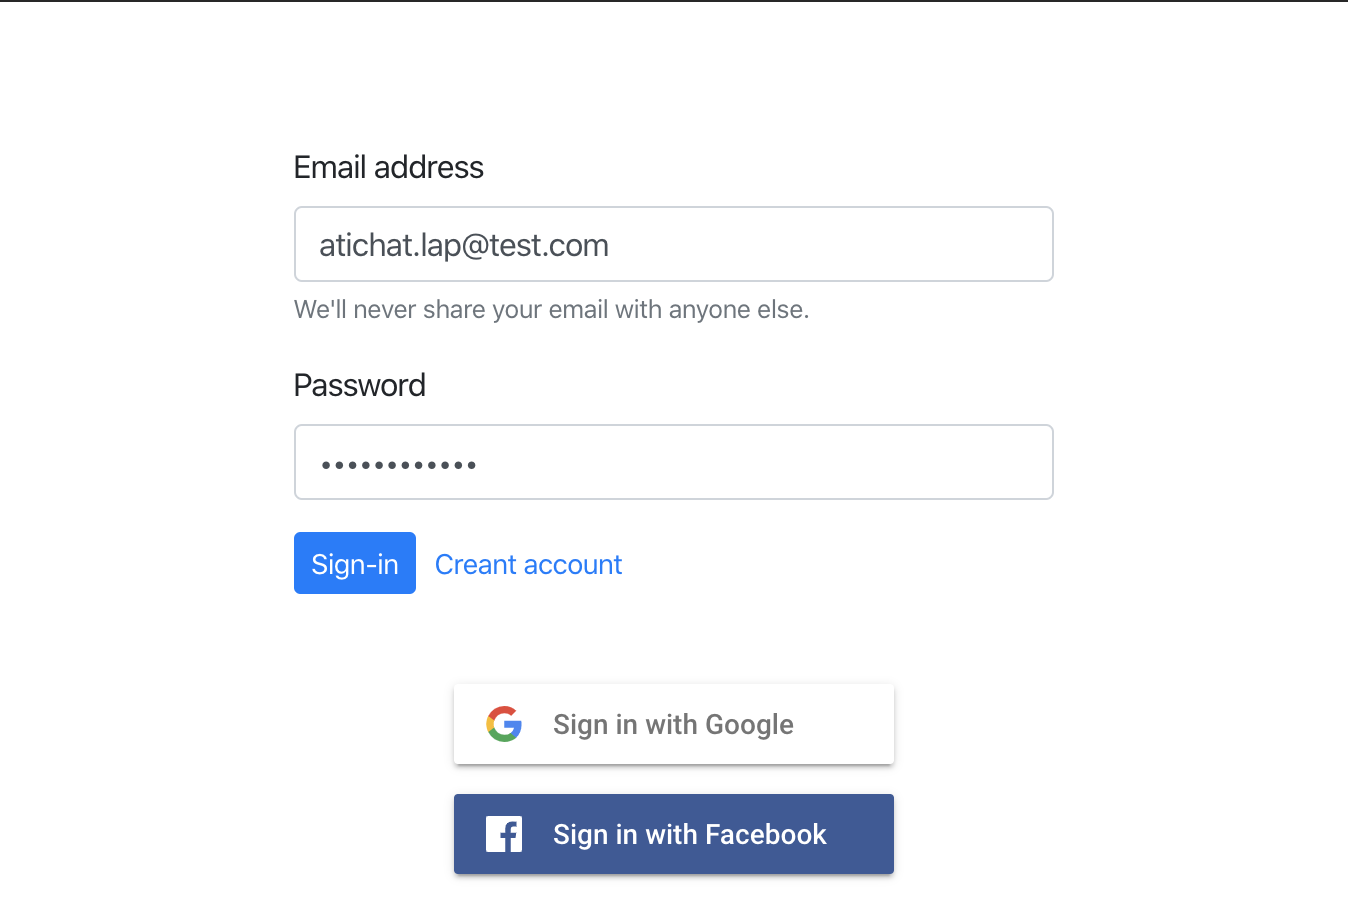 Email address
atichat.lap@test.com
We'll never share your email with anyone else.
Password
••••••••••••
Sign-in Creant account
Sign in with Google
Sign in with Facebook